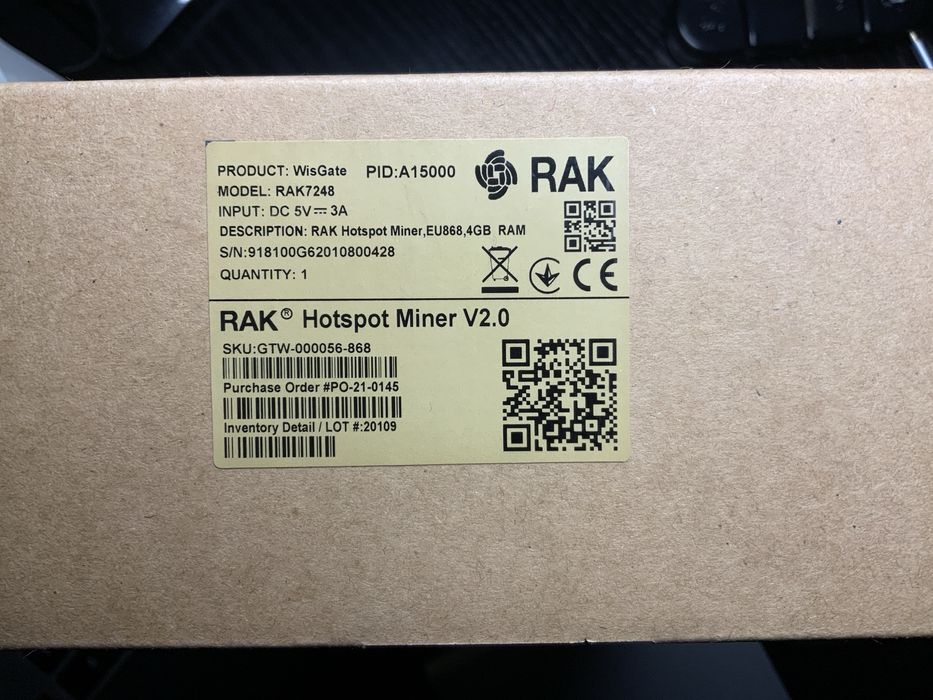 PRODUCT: WisGate PID:A15000
RAK
MODEL: RAK7248
INPUT: DC 5V⎓3A
DESCRIPTION: RAK Hotspot Miner,EU868,4GB RAM
S/N:918100G62010800428
QUANTITY: 1
CE
RAK® Hotspot Miner V2.0
SKU:GTW-000056-868
Purchase Order #PO-21-0145
Inventory Detail / LOT #:20109